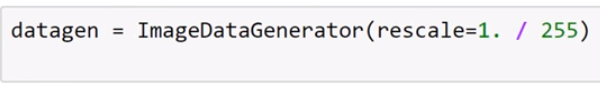 datagen = ImageDataGenerator(rescale=1. / 255)